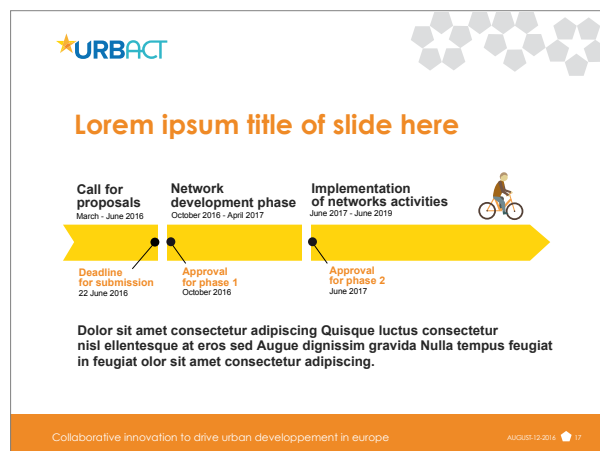 URBACT
Lorem ipsum title of slide here
Call for
proposals
March - June 2016
Network
development phase
October 2016 - April 2017
Implementation
of networks activities
June 2017 - June 2019
Deadline
for submission
22 June 2016
Approval
for phase 1
October 2016
Approval
for phase 2
June 2017
Dolor sit amet consectetur adipiscing Quisque luctus consectetur
nisl ellentesque at eros sed Augue dignissim gravida Nulla tempus feugiat
in feugiat olor sit amet consectetur adipiscing.
Collaborative innovation to drive urban developpement in europe
AUGUST-12-2016 17